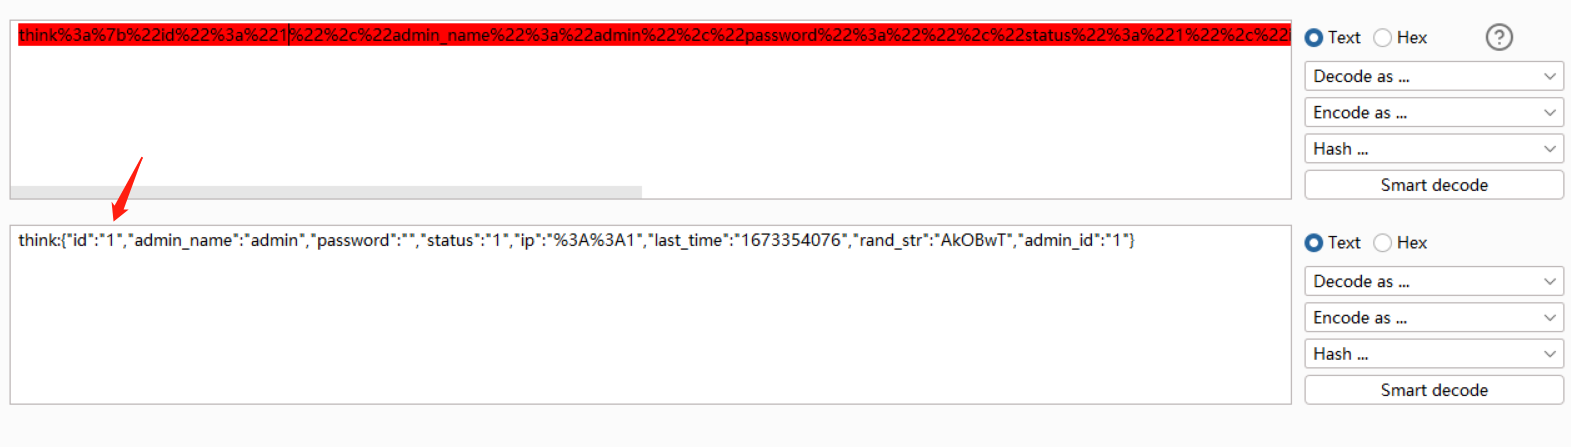 think%3a%7b%22id%22%3a%221%22%2c%22admin_name%22%3a%22admin%22%2c%22password%22%3a%22%22%2c%22status%22%3a%221%22%2c%22i
Text Hex ?
Decode as ...
Encode as ...
Hash ...
Smart decode
think:{"id":"1","admin_name":"admin","password":"","status":"1","ip":"%3A%3A1","last_time":"1673354076","rand_str":"AkOBwT","admin_id":"1"}
Text Hex ?
Decode as ...
Encode as ...
Hash ...
Smart decode